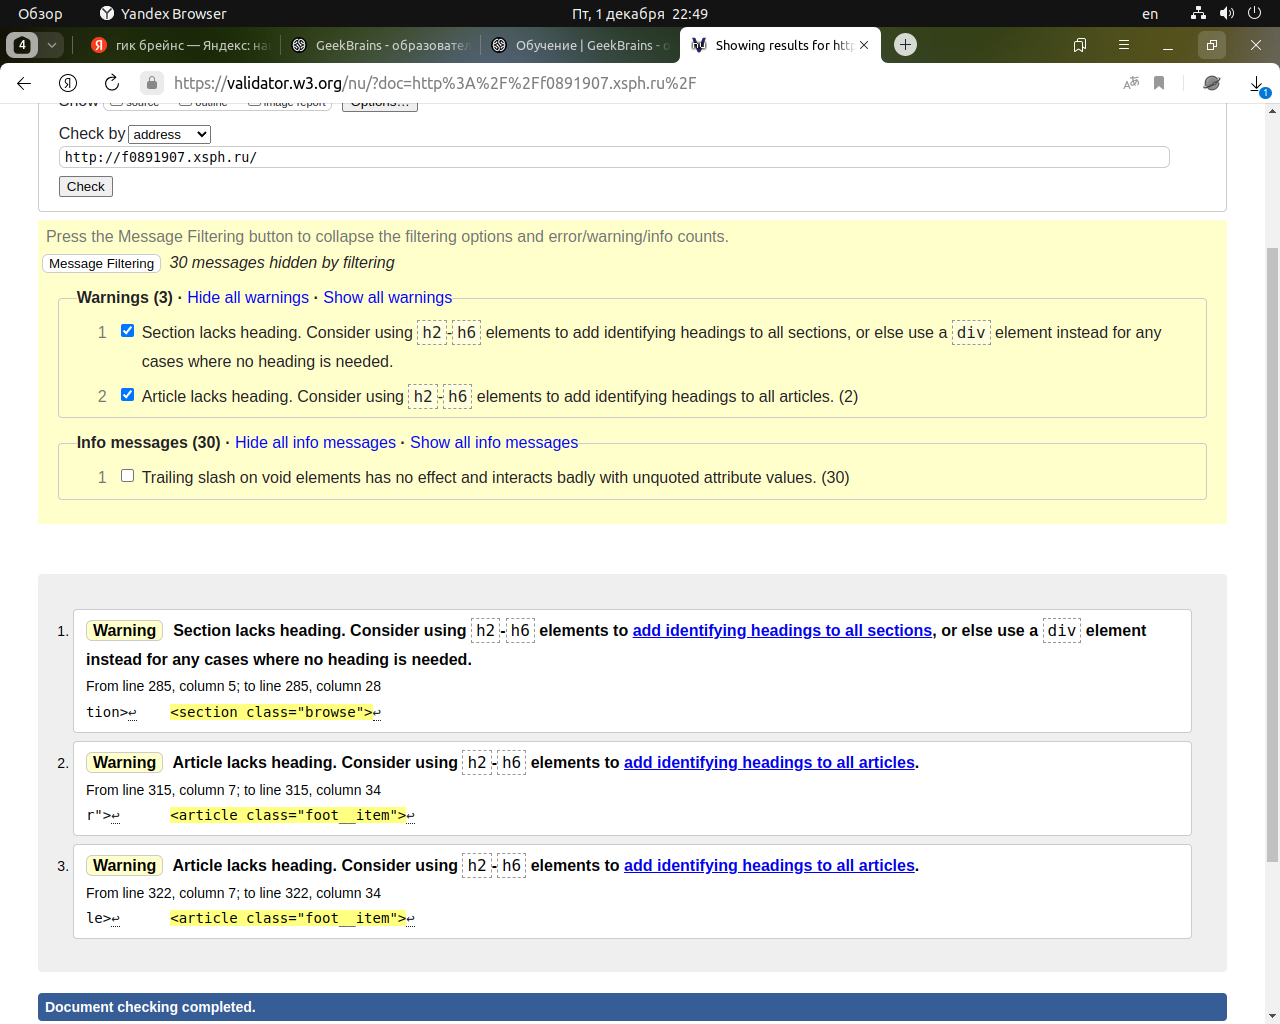 Обзор Yandex Browser Пт, 1 декабря 22:49 en
4 гик брейнс — Яндекс: на GeekBrains - образовател Обучение | GeekBrains - о Showing results for http
https://validator.w3.org/nu/?doc=http%3A%2F%2Ff0891907.xsph.ru%2F 1
Show source outline image report Options...
Check by address
http://f0891907.xsph.ru/
Check
Press the Message Filtering button to collapse the filtering options and error/warning/info counts.
Message Filtering 30 messages hidden by filtering
Warnings (3) · Hide all warnings · Show all warnings
1 Section lacks heading. Consider using h2-h6 elements to add identifying headings to all sections, or else use a div element instead for any
cases where no heading is needed.
2 Article lacks heading. Consider using h2-h6 elements to add identifying headings to all articles. (2)
Info messages (30) · Hide all info messages · Show all info messages
1 Trailing slash on void elements has no effect and interacts badly with unquoted attribute values. (30)
1. Warning Section lacks heading. Consider using h2-h6 elements to add identifying headings to all sections, or else use a div element
instead for any cases where no heading is needed.
From line 285, column 5; to line 285, column 28
tion>↩ <section class="browse">↩
2. Warning Article lacks heading. Consider using h2-h6 elements to add identifying headings to all articles.
From line 315, column 7; to line 315, column 34
r">↩ <article class="foot__item">↩
3. Warning Article lacks heading. Consider using h2-h6 elements to add identifying headings to all articles.
From line 322, column 7; to line 322, column 34
le>↩ <article class="foot__item">↩
Document checking completed.